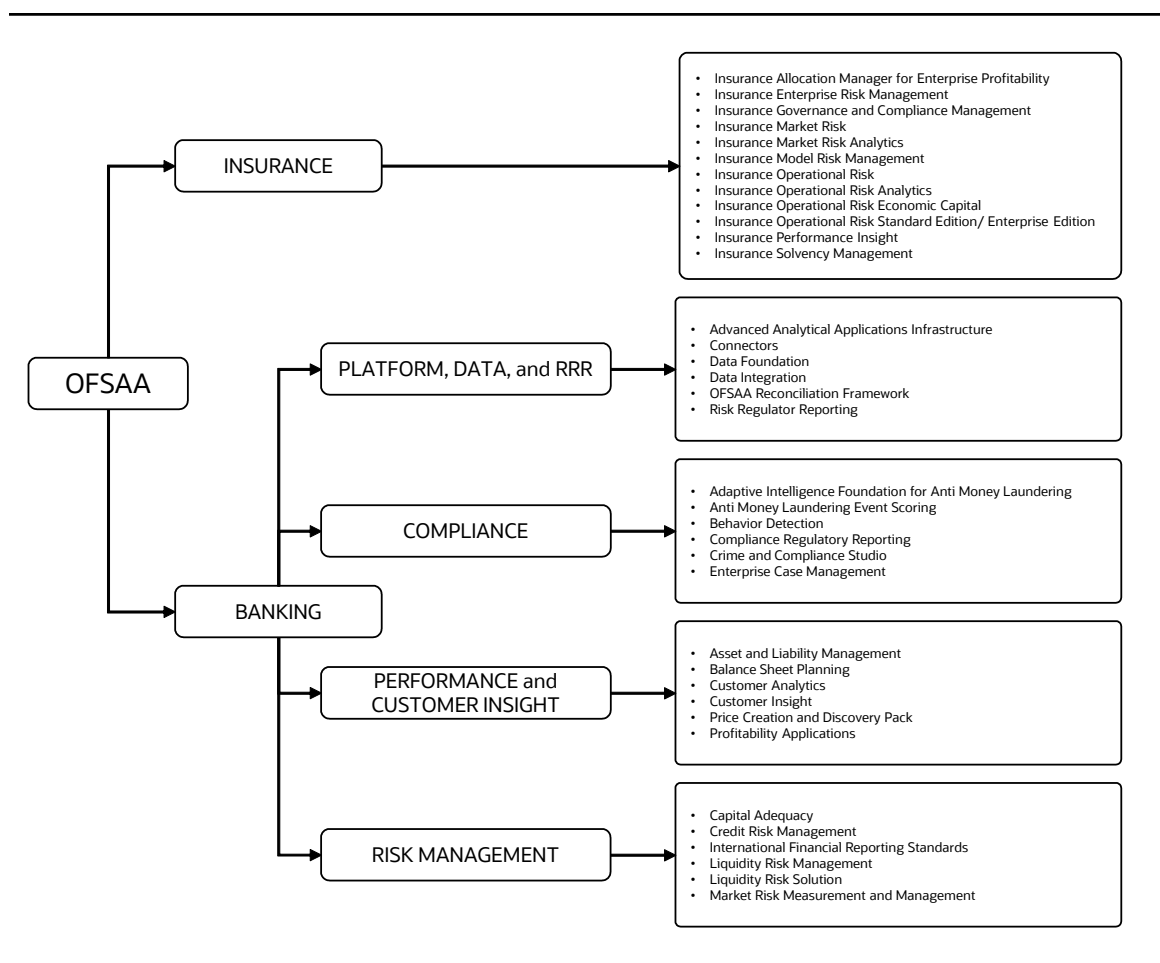 OFSAA
INSURANCE
• Insurance Allocation Manager for Enterprise Profitability
• Insurance Enterprise Risk Management
• Insurance Governance and Compliance Management
• Insurance Market Risk
• Insurance Market Risk Analytics
• Insurance Model Risk Management
• Insurance Operational Risk
• Insurance Operational Risk Analytics
• Insurance Operational Risk Economic Capital
• Insurance Operational Risk Standard Edition/ Enterprise Edition
• Insurance Performance Insight
• Insurance Solvency Management
BANKING
PLATFORM, DATA, and RRR
• Advanced Analytical Applications Infrastructure
• Connectors
• Data Foundation
• Data Integration
• OFSAA Reconciliation Framework
• Risk Regulator Reporting
COMPLIANCE
• Adaptive Intelligence Foundation for Anti Money Laundering
• Anti Money Laundering Event Scoring
• Behavior Detection
• Compliance Regulatory Reporting
• Crime and Compliance Studio
• Enterprise Case Management
PERFORMANCE and
CUSTOMER INSIGHT
• Asset and Liability Management
• Balance Sheet Planning
• Customer Analytics
• Customer Insight
• Price Creation and Discovery Pack
• Profitability Applications
RISK MANAGEMENT
• Capital Adequacy
• Credit Risk Management
• International Financial Reporting Standards
• Liquidity Risk Management
• Liquidity Risk Solution
• Market Risk Measurement and Management